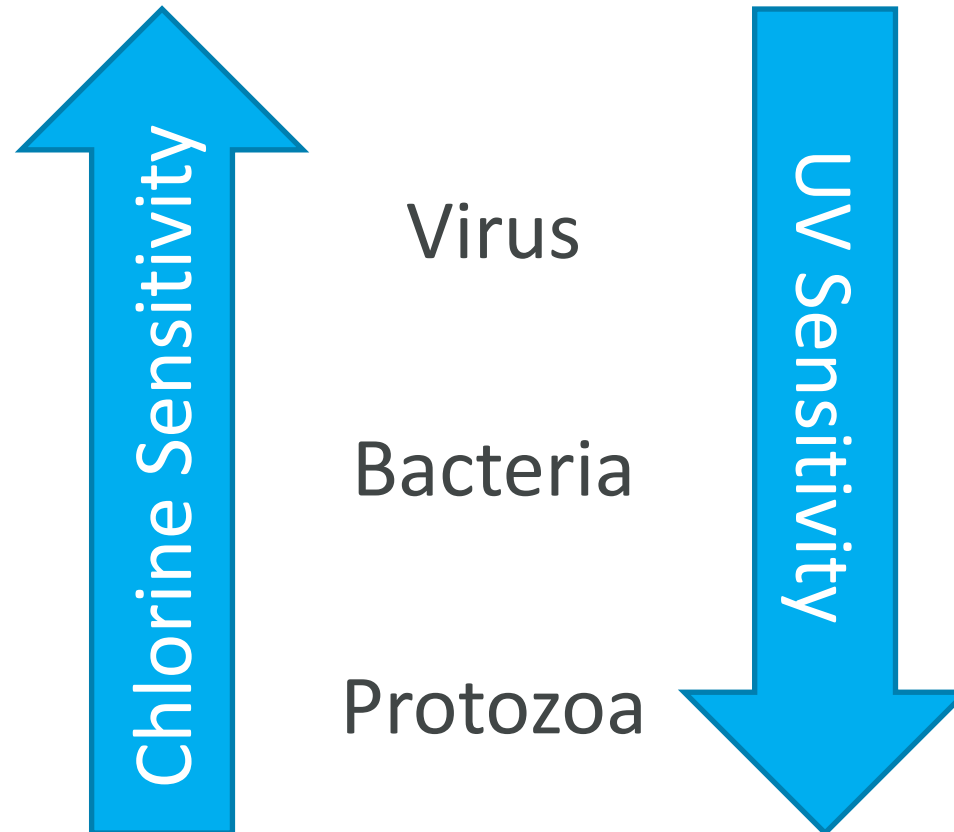 Chlorine Sensitivity
Virus
Bacteria
Protozoa
UV Sensitivity